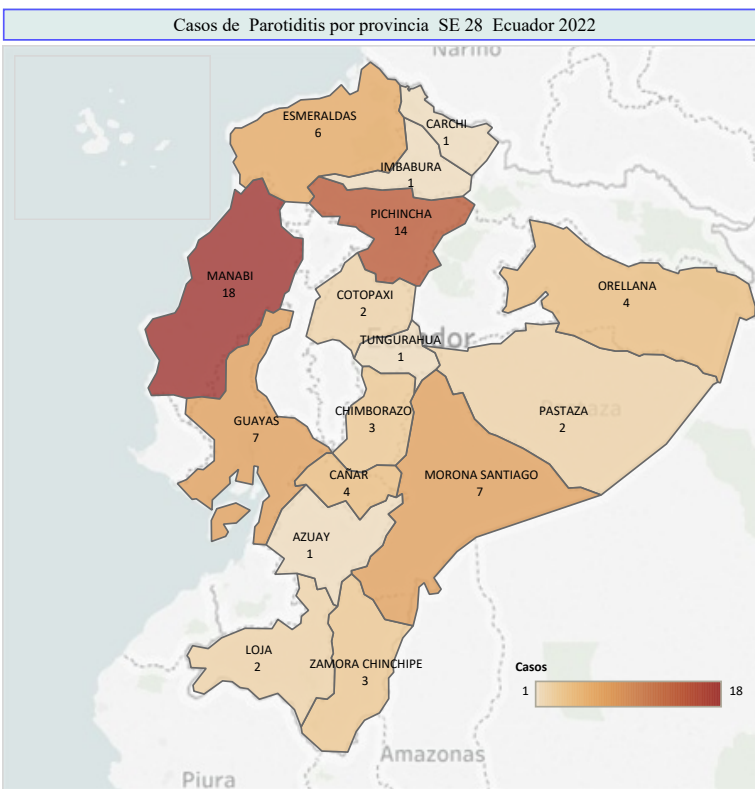 Casos de Parotiditis por provincia SE 28 Ecuador 2022
Nariño
ESMERALDAS
6
CARCHI
1
IMBABURA
1
PICHINCHA
14
MANABI
18
COTOPAXI
2
ORELLANA
4
Ecuador
TUNGURAHUA
1
CHIMBORAZO
3
PASTAZA
2
Pastaza
GUAYAS
7
CAÑAR
4
MORONA SANTIAGO
7
AZUAY
1
LOJA
2
ZAMORA CHINCHIPE
3
Casos
1
18
Amazonas
Piura